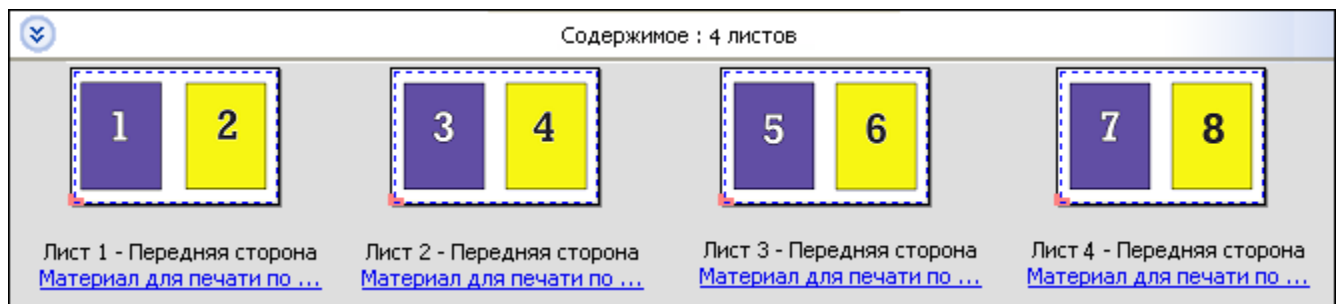 Содержимое : 4 листов
1 2 3 4 5 6 7 8
Лист 1 - Передняя сторона Лист 2 - Передняя сторона Лист 3 - Передняя сторона Лист 4 - Передняя сторона
Материал для печати по ... Материал для печати по ... Материал для печати по ... Материал для печати по ...